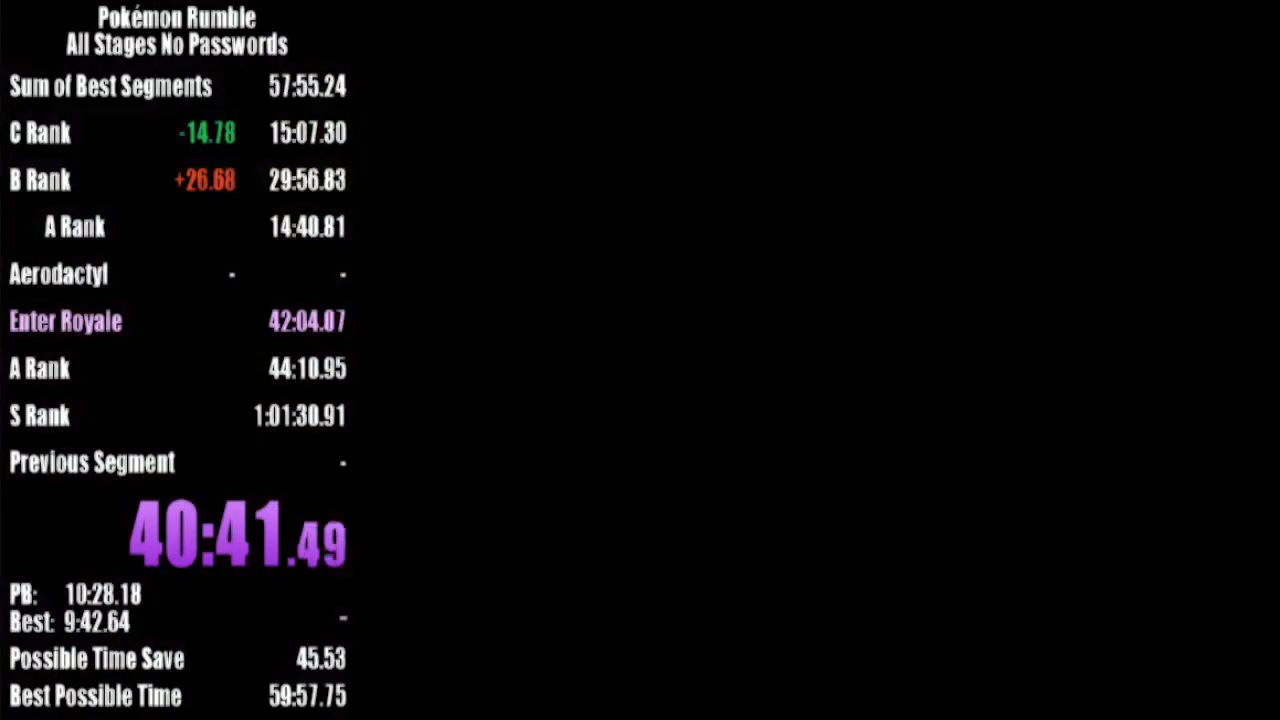 Pokémon Rumble
All Stages No Passwords
Sum of Best Segments 57:55.24
C Rank -14.78 15:07.30
B Rank +26.68 29:56.83
A Rank 14:40.81
Aerodactyl - -
Enter Royale 42:04.07
A Rank 44:10.95
S Rank 1:01:30.91
Previous Segment -
40:41.49
PB: 10:28.18
Best: 9:42.64 -
Possible Time Save 45.53
Best Possible Time 59:57.75